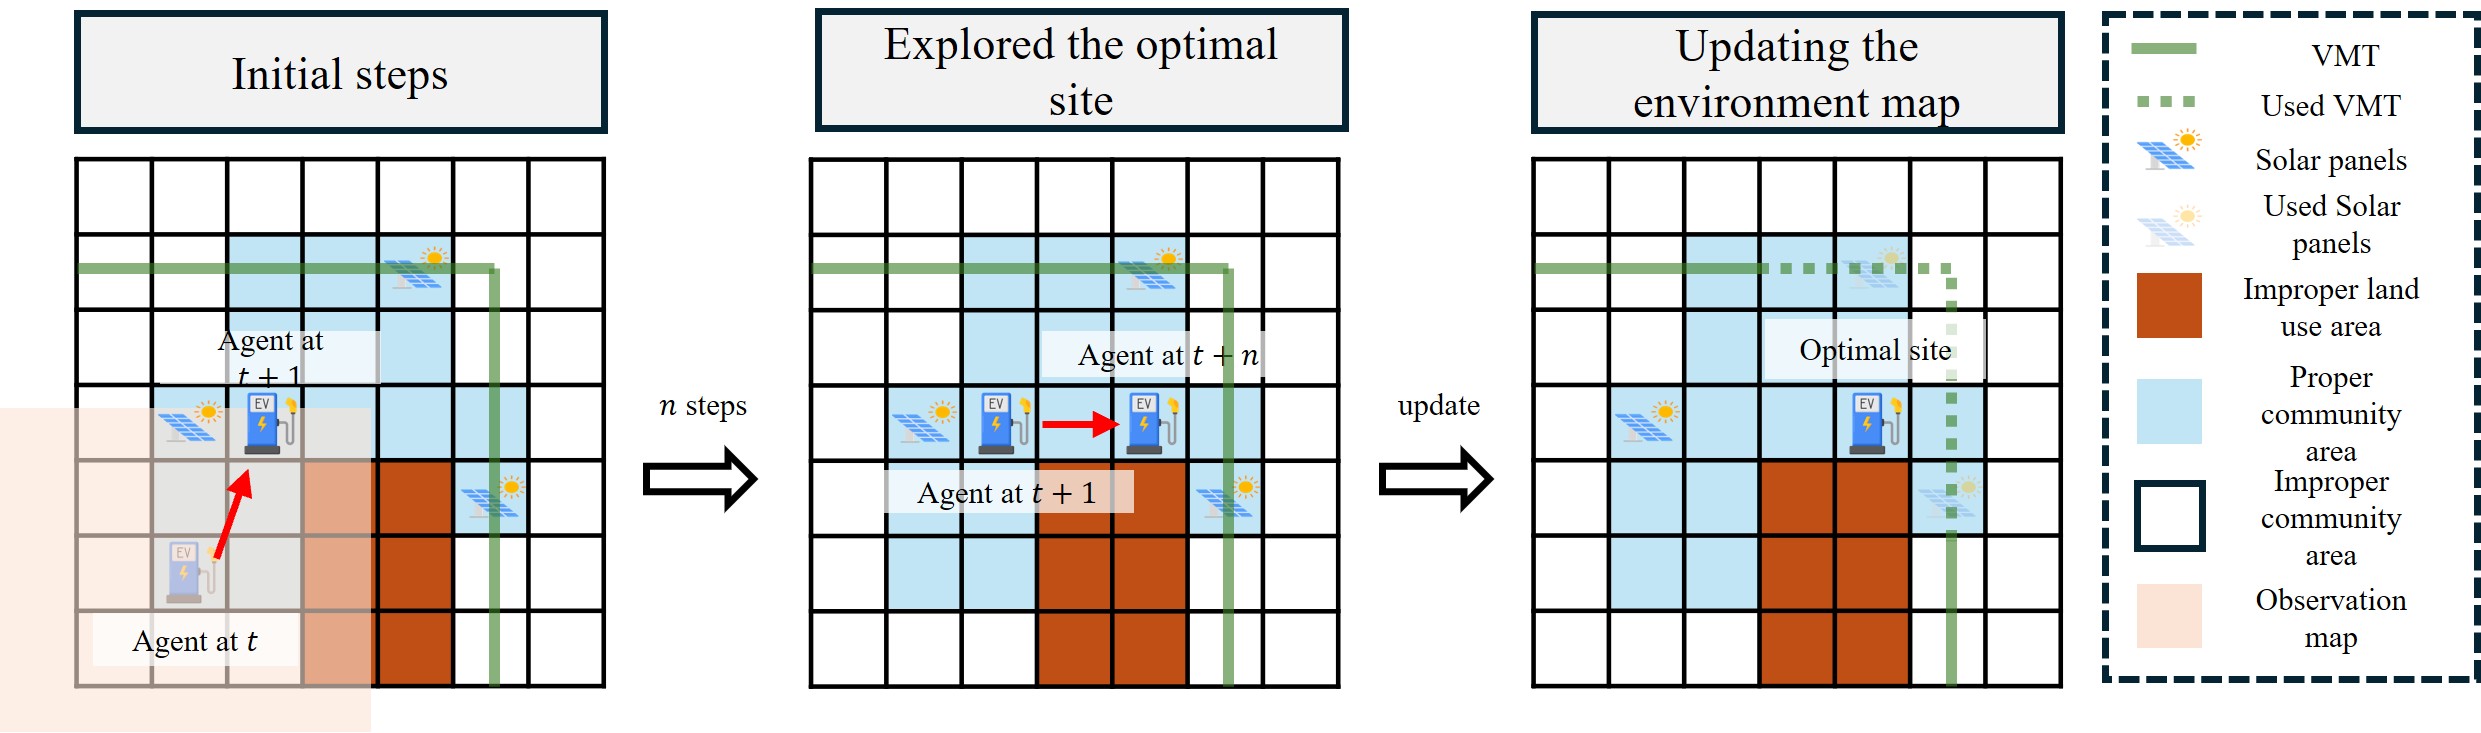 Initial steps
Explored the optimal
site
Updating the
environment map
Agent at
t + 1
EV
EV
Agent at t
n steps
Agent at t + n
EV
EV
Agent at t + 1
update
Optimal site
EV
VMT
Used VMT
Solar panels
Used Solar
panels
Improper land
use area
Proper
community
area
Improper
community
area
Observation
map